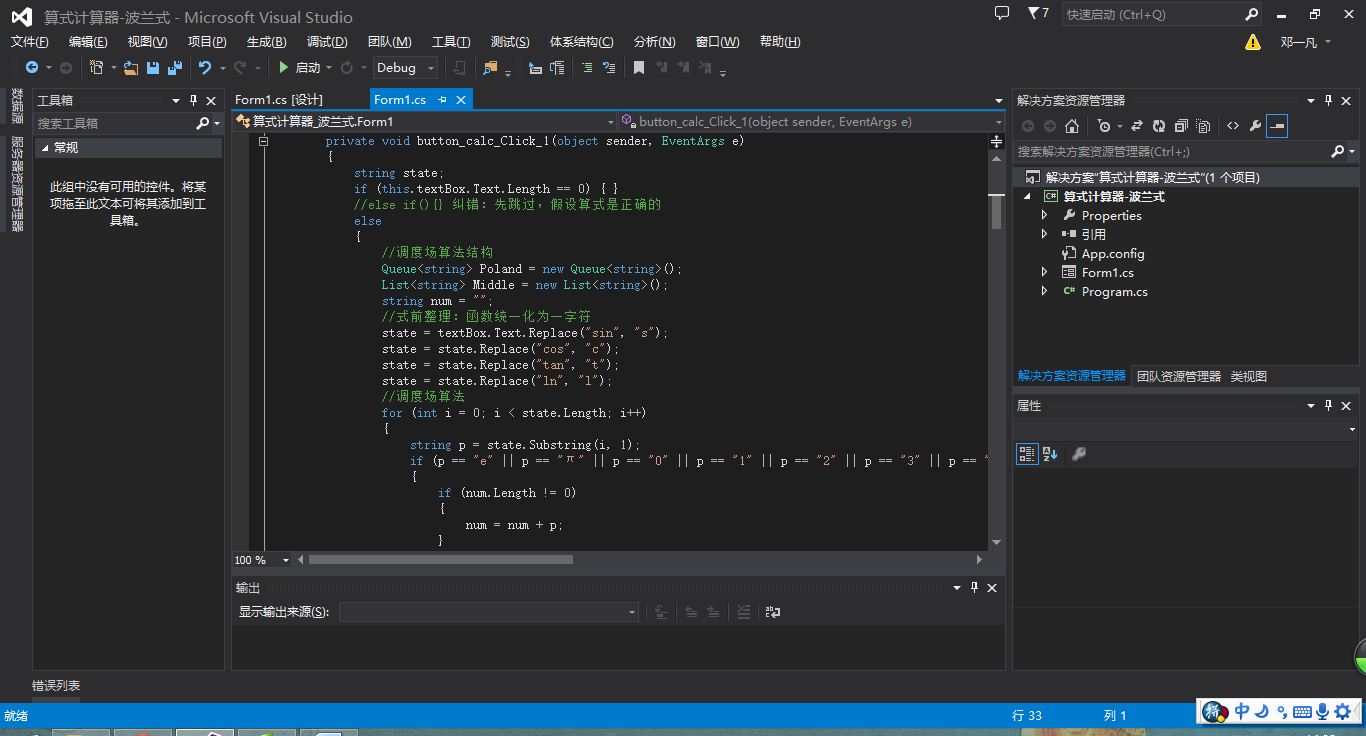 算式计算器-波兰式 - Microsoft Visual Studio
7
快速启动 (Ctrl+Q)
文件(F) 编辑(E) 视图(V) 项目(P) 生成(B) 调试(D) 团队(M) 工具(T) 测试(S) 体系结构(C) 分析(N) 窗口(W) 帮助(H)
邓一凡
启动 Debug
数据源
服务器资源管理器
工具箱
搜索工具箱
常规
此组中没有可用的控件。将某
项拖至此文本可将其添加到工
具箱。
Form1.cs [设计] Form1.cs
算式计算器_波兰式.Form1 button_calc_Click_1(object sender, EventArgs e)
private void button_calc_Click_1(object sender, EventArgs e)
{
string state;
if (this.textBox.Text.Length == 0) { }
//else if(){} 纠错: 先跳过, 假设算式是正确的
else
{
//调度场算法结构
Queue<string> Poland = new Queue<string>();
List<string> Middle = new List<string>();
string num = "";
//式前整理: 函数统一化为一字符
state = textBox.Text.Replace("sin", "s");
state = state.Replace("cos", "c");
state = state.Replace("tan", "t");
state = state.Replace("ln", "l");
//调度场算法
for (int i = 0; i < state.Length; i++)
{
string p = state.Substring(i, 1);
if (p == "e" || p == "π" || p == "0" || p == "1" || p == "2" || p == "3" || p == "
{
if (num.Length != 0)
{
num = num + p;
}
100 %
输出
显示输出来源(S):
错误列表
解决方案资源管理器
搜索解决方案资源管理器(Ctrl+;)
解决方案"算式计算器-波兰式"(1 个项目)
算式计算器-波兰式
Properties
引用
App.config
Form1.cs
Program.cs
解决方案资源管理器 团队资源管理器 类视图
属性
就绪
行 33 列 1
拼 中